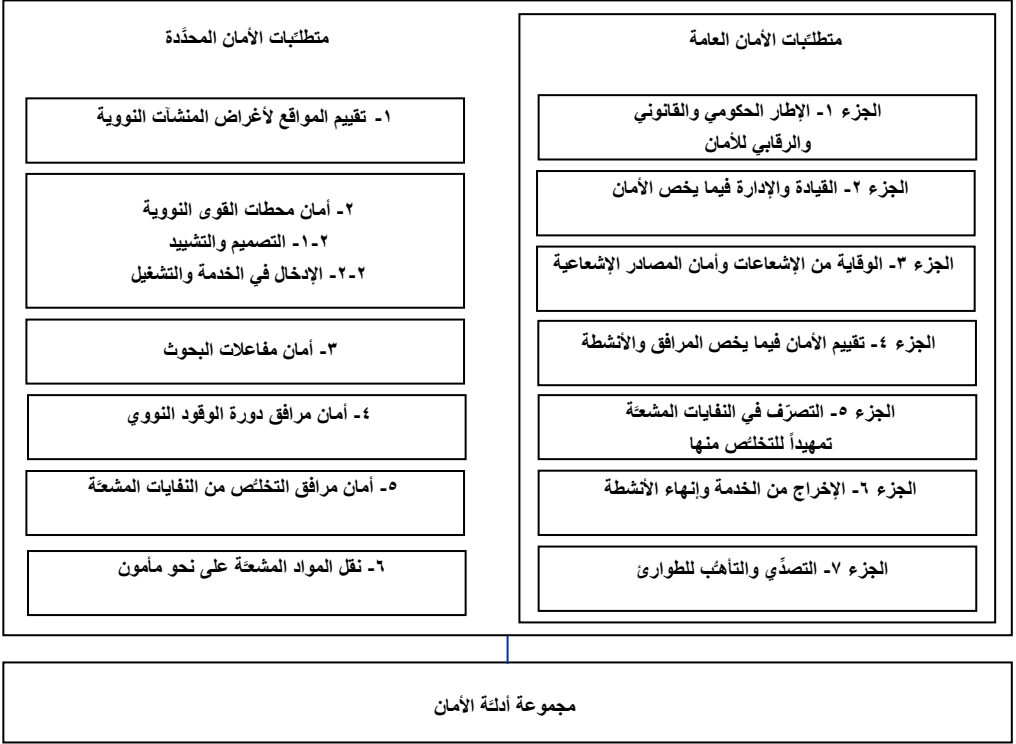 متطلبات الأمان العامة
الجزء ١- الإطار الحكومي والقانوني
والرقابي للأمان
الجزء ٢- القيادة والإدارة فيما يخص الأمان
الجزء ٣- الوقاية من الإشعاعات وأمان المصادر الإشعاعية
الجزء ٤- تقييم الأمان فيما يخص المرافق والأنشطة
الجزء ٥- التصرّف في النفايات المشعَّة
تمهيداً للتخلُّص منها
الجزء ٦- الإخراج من الخدمة وإنهاء الأنشطة
الجزء ٧- التصدِّي والتأهُّب للطوارئ
متطلَّبات الأمان المحدَّدة
١- تقييم المواقع لأغراض المنشآت النووية
٢- أمان محطات القوى النووية
٢-١- التصميم والتشييد
٢-٢- الإدخال في الخدمة والتشغيل
٣- أمان مفاعلات البحوث
٤- أمان مرافق دورة الوقود النووي
٥- أمان مرافق التخلُّص من النفايات المشعَّة
٦- نقل المواد المشعَّة على نحو مأمون
مجموعة أدلَّة الأمان